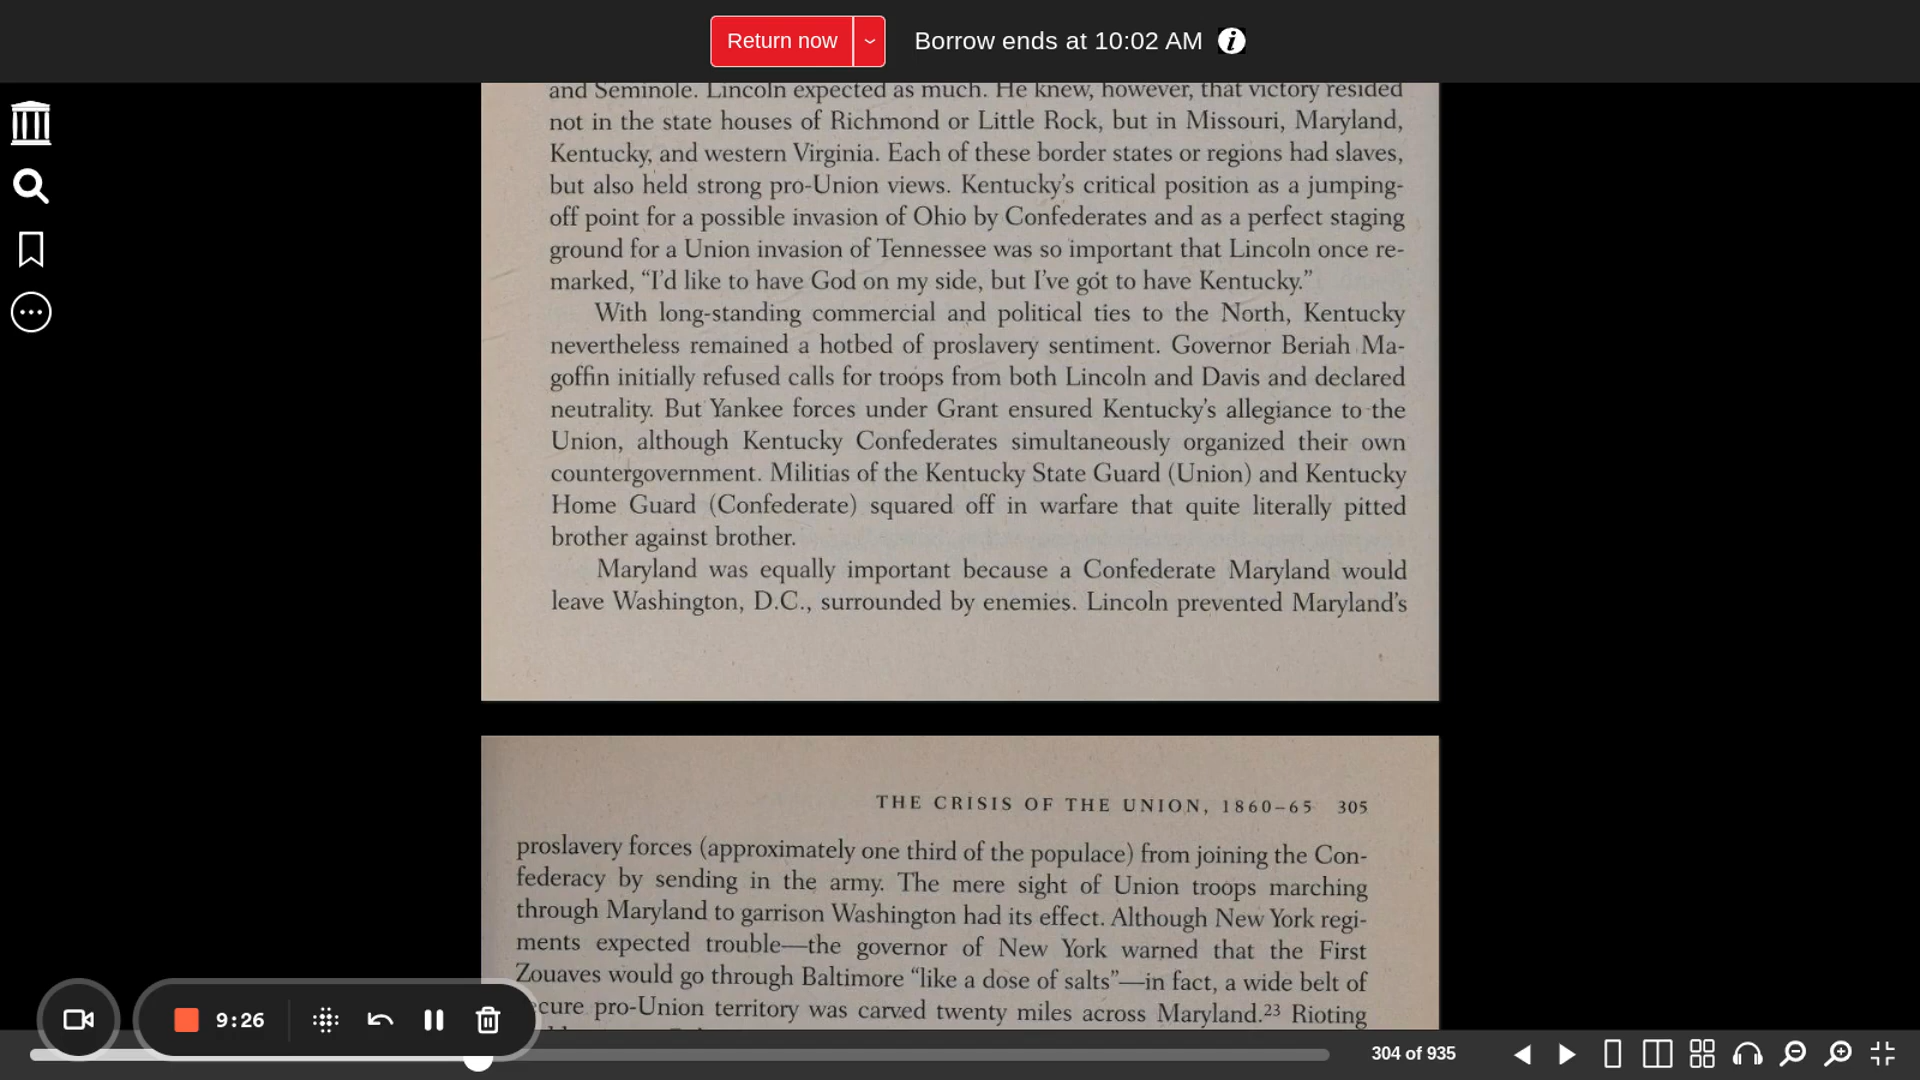 Return now
Borrow ends at 10:02 AM
and Seminole. Lincoln expected as much. He knew, however, that victory resided
not in the state houses of Richmond or Little Rock, but in Missouri, Maryland,
Kentucky, and western Virginia. Each of these border states or regions had slaves,
but also held strong pro-Union views. Kentucky's critical position as a jumping-
off point for a possible invasion of Ohio by Confederates and as a perfect staging
ground for a Union invasion of Tennessee was so important that Lincoln once re-
marked, “I'd like to have God on my side, but I've got to have Kentucky.”
With long-standing commercial and political ties to the North, Kentucky
nevertheless remained a hotbed of proslavery sentiment. Governor Beriah Ma-
goffin initially refused calls for troops from both Lincoln and Davis and declared
neutrality. But Yankee forces under Grant ensured Kentucky's allegiance to the
Union, although Kentucky Confederates simultaneously organized their own
countergovernment. Militias of the Kentucky State Guard (Union) and Kentucky
Home Guard (Confederate) squared off in warfare that quite literally pitted
brother against brother.
Maryland was equally important because a Confederate Maryland would
leave Washington, D.C., surrounded by enemies. Lincoln prevented Maryland's
THE CRISIS OF THE UNION, 1860–65 305
proslavery forces (approximately one third of the populace) from joining the Con-
federacy by sending in the army. The mere sight of Union troops marching
through Maryland to garrison Washington had its effect. Although New York regi-
ments expected trouble—the governor of New York warned that the First
Zouaves would go through Baltimore “like a dose of salts”—in fact, a wide belt of
pro-Union territory was carved twenty miles across Maryland.23 Rioting
9:26
304 of 935